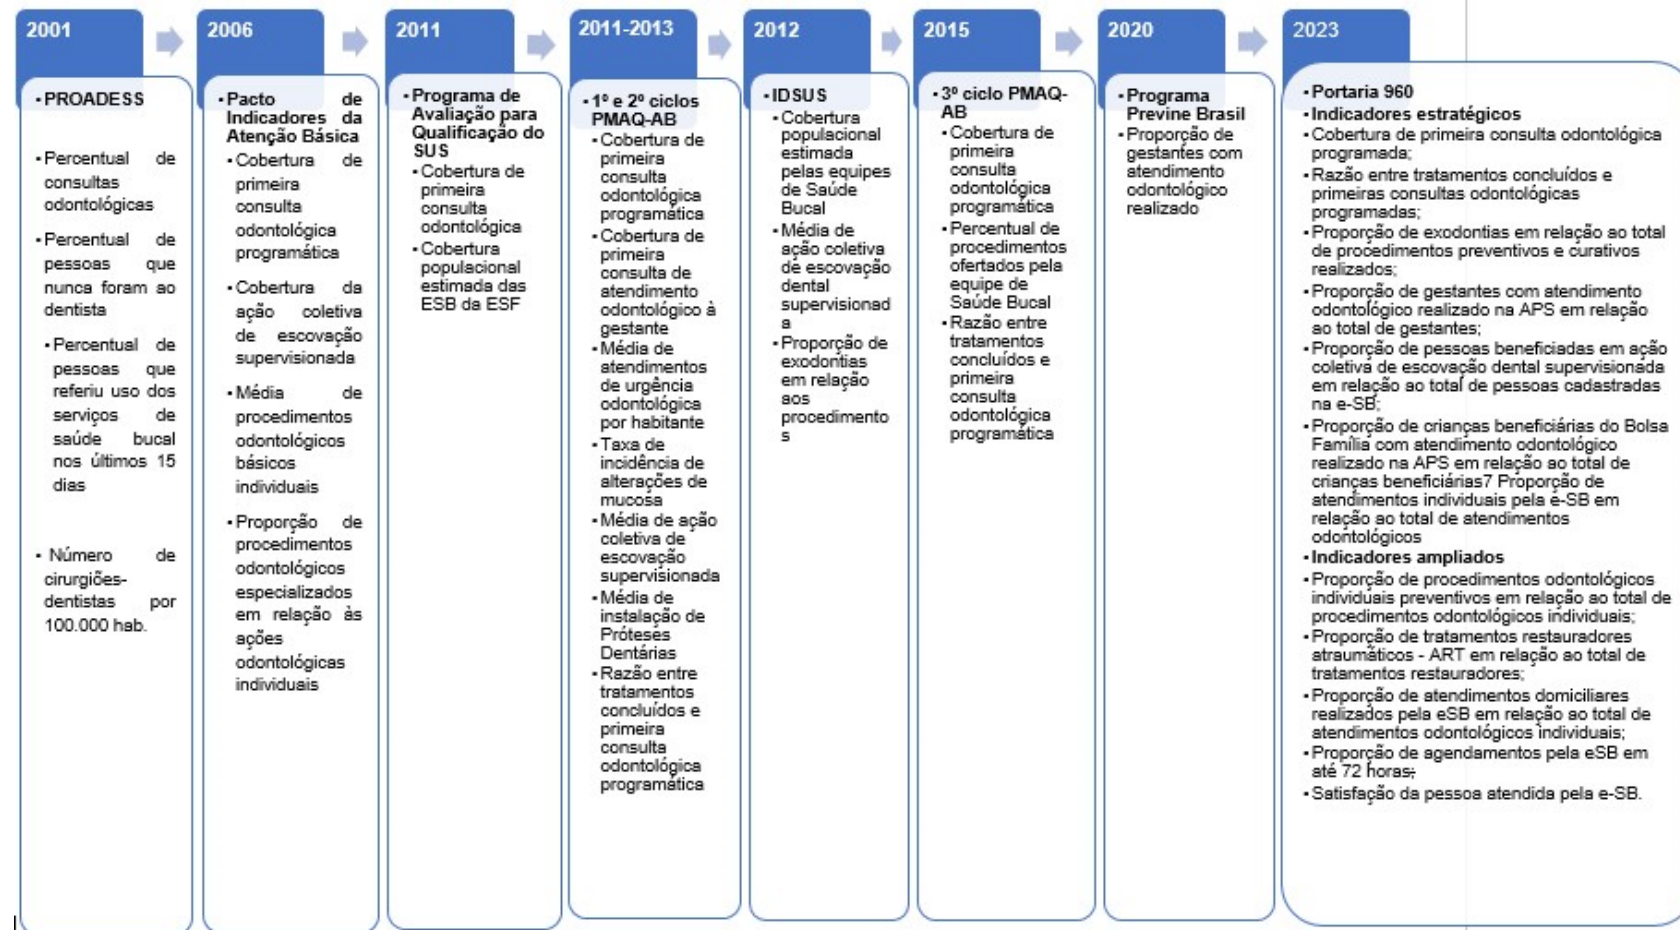 2001
PROADESS
Percentual de
consultas
odontológicas
Percentual de
pessoas que
nunca foram ao
dentista
Percentual de
pessoas que
referiu uso dos
serviços de
saúde bucal
nos últimos 15
dias
Número de
cirurgiões-
dentistas por
100.000 hab.
2006
Pacto de
Indicadores da
Atenção Básica
Cobertura de
primeira
consulta
odontológica
programática
Cobertura da
ação coletiva
de escovação
supervisionada
Média de
procedimentos
odontológicos
básicos
individuais
Proporção de
procedimentos
odontológicos
especializados
em relação às
ações
odontológicas
individuais
2011
Programa de
Avaliação para
Qualificação do
SUS
Cobertura de
primeira
consulta
odontológica
Cobertura
populacional
estimada das
ESB da ESF
2011-2013
1º e 2º ciclos
PMAQ-AB
Cobertura de
primeira
consulta
odontológica
programática
Cobertura de
primeira
consulta de
atendimento
odontológico à
gestante
Média de
atendimentos
de urgência
odontológica
por habitante
Taxa de
incidência de
alterações de
mucosa
Média de ação
coletiva de
escovação
supervisionada
Média de
instalação de
Próteses
Dentárias
Razão entre
tratamentos
concluídos e
primeira
consulta
odontológica
programática
2012
IDSUS
Cobertura
populacional
estimada
pelas equipes
de Saúde
Bucal
Média de
ação coletiva
de escovação
dental
supervisionad
a
Proporção de
exodontias
em relação
aos
procedimento
s
2015
3º ciclo PMAQ-
AB
Cobertura de
primeira
consulta
odontológica
programática
Percentual de
procedimentos
ofertados pela
equipe de
Saúde Bucal
Razão entre
tratamentos
concluídos e
primeira
consulta
odontológica
programática
2020
Programa
Previne Brasil
Proporção de
gestantes com
atendimento
odontológico
realizado
2023
Portaria 960
Indicadores estratégicos
Cobertura de primeira consulta odontológica
programada;
Razão entre tratamentos concluídos e
primeiras consultas odontológicas
programadas;
Proporção de exodontias em relação ao total
de procedimentos preventivos e curativos
realizados;
Proporção de gestantes com atendimento
odontológico realizado na APS em relação
ao total de gestantes;
Proporção de pessoas beneficiadas em ação
coletiva de escovação dental supervisionada
em relação ao total de pessoas cadastradas
na e-SB;
Proporção de crianças beneficiárias do Bolsa
Família com atendimento odontológico
realizado na APS em relação ao total de
crianças beneficiárias7 Proporção de
atendimentos individuais pela e-SB em
relação ao total de atendimentos
odontológicos
Indicadores ampliados
Proporção de procedimentos odontológicos
individuais preventivos em relação ao total de
procedimentos odontológicos individuais;
Proporção de tratamentos restauradores
atraumáticos - ART em relação ao total de
tratamentos restauradores;
Proporção de atendimentos domiciliares
realizados pela eSB em relação ao total de
atendimentos odontológicos individuais;
Proporção de agendamentos pela eSB em
até 72 horas;
Satisfação da pessoa atendida pela e-SB.